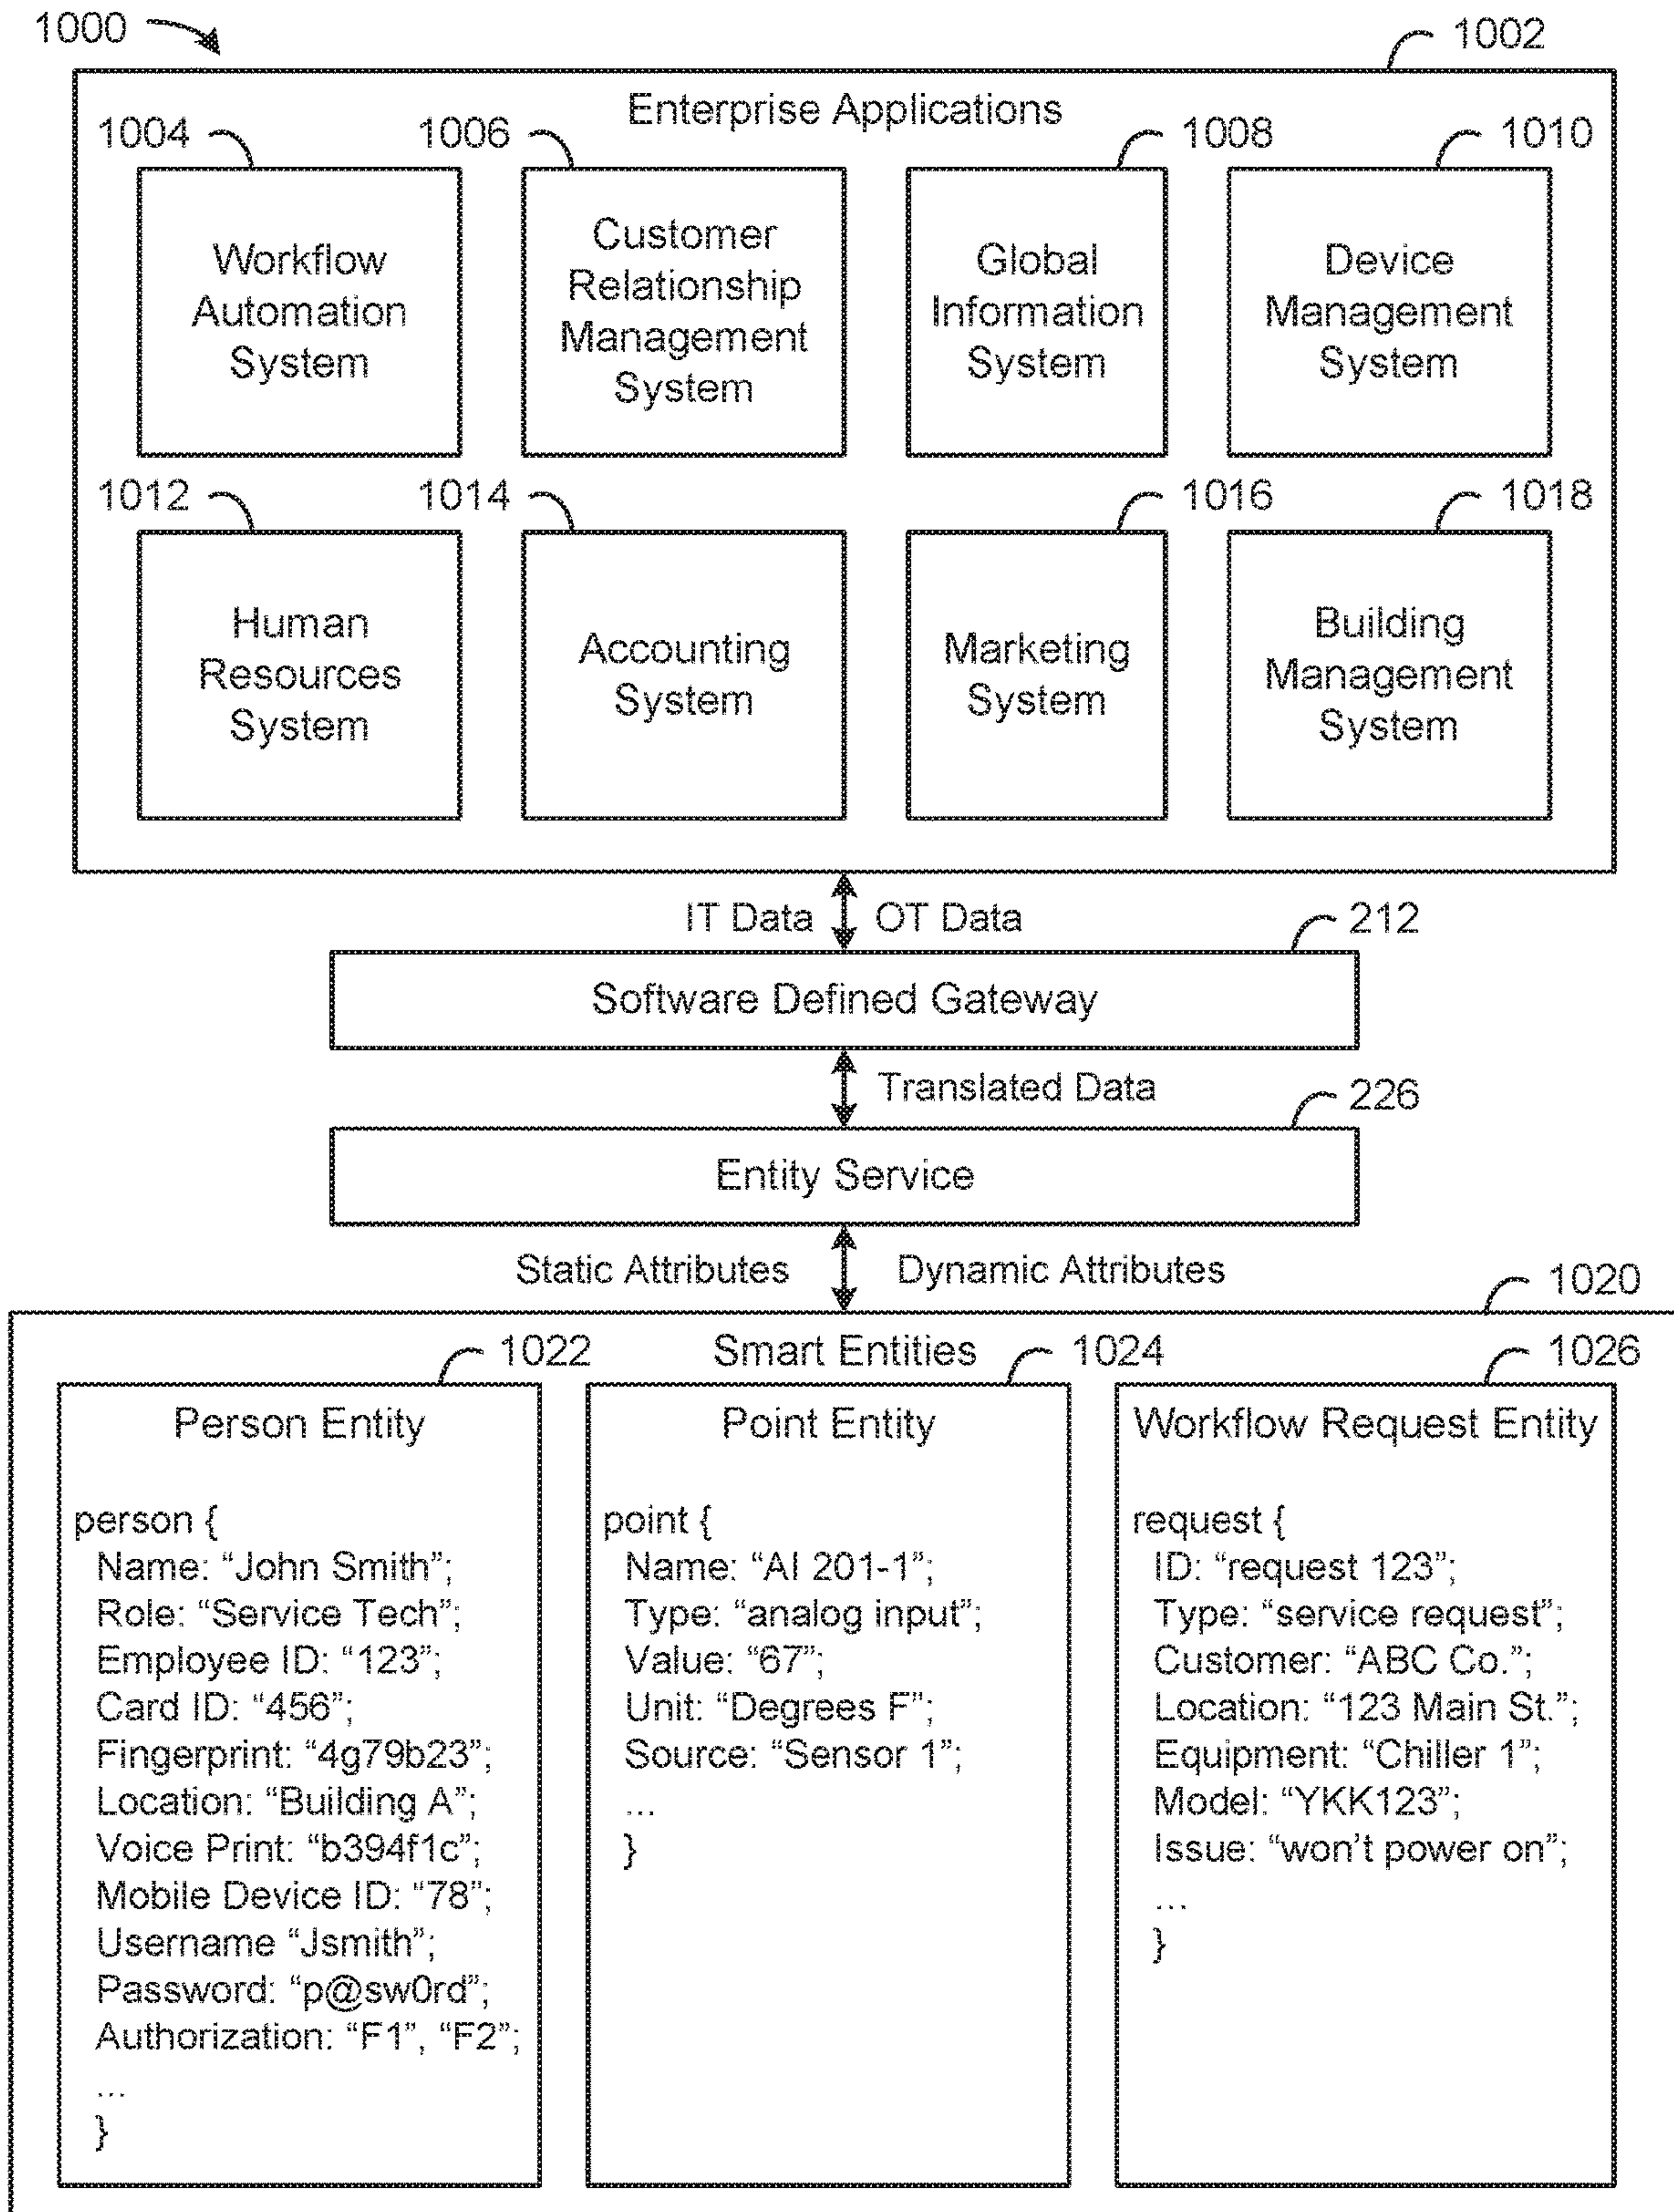 1000
1002
Enterprise Applications
1004
1006
1008
1010
Workflow
Automation
System
Customer
Relationship
Management
System
Global
Information
System
Device
Management
System
1012
1014
1016
1018
Human
Resources
System
Accounting
System
Marketing
System
Building
Management
System
IT Data
OT Data
212
Software Defined Gateway
Translated Data
226
Entity Service
Static Attributes
Dynamic Attributes
1020
Smart Entities
1022
1024
1026
Person Entity
person {
Name: “John Smith”;
Role: “Service Tech”;
Employee ID: “123”;
Card ID: “456”;
Fingerprint: “4g79b23”;
Location: “Building A”;
Voice Print: “b394f1c”;
Mobile Device ID: “78”;
Username “Jsmith”;
Password: “p@sw0rd”;
Authorization: “F1”, “F2”;
...
}
Point Entity
point {
Name: “AI 201-1”;
Type: “analog input”;
Value: “67”;
Unit: “Degrees F”;
Source: “Sensor 1”;
...
}
Workflow Request Entity
request {
ID: “request 123”;
Type: “service request”;
Customer: “ABC Co.”;
Location: “123 Main St.”;
Equipment: “Chiller 1”;
Model: “YKK123”;
Issue: “won’t power on”;
...
}